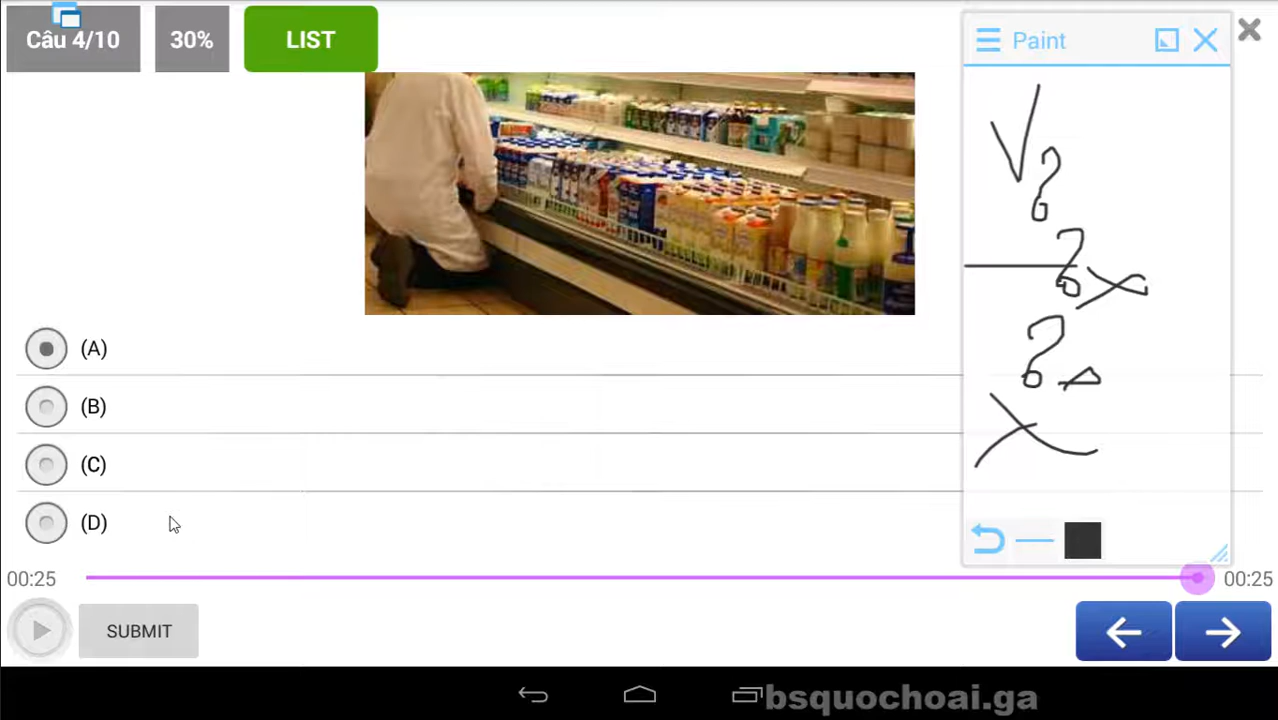 Câu 4/10
30%
LIST
Paint
V?
?x
?
x
(A)
(B)
(C)
(D)
00:25
00:25
SUBMIT
bsquochoai.ga